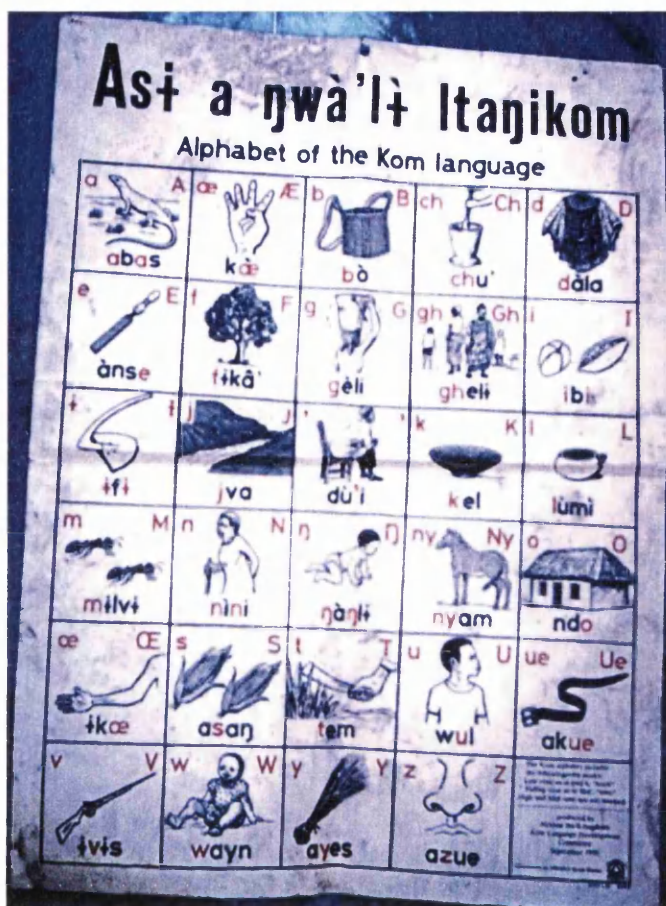 Asɨ a ŋwà'lɨ̀ Itaŋikom
Alphabet of the Kom language
a A æ Æ b B ch Ch d D
abas kæ̀ bò chu' dàla
e E f F g G gh Gh i I
ànse fɨkâ' gèli ghelɨ ibi
ɨ Ɨ j J ' ' k K l L
ɨfɨ jva dù'i kel lùmì
m M n N ŋ Ŋ ny Ny o O
mɨlvɨ nìni ŋàŋlɨ nyam ndo
œ Œ s S t T u U ue Ue
ɨkœ asaŋ tem wul akue
v V w W y Y z Z
ɨvɨs wayn ayes azue